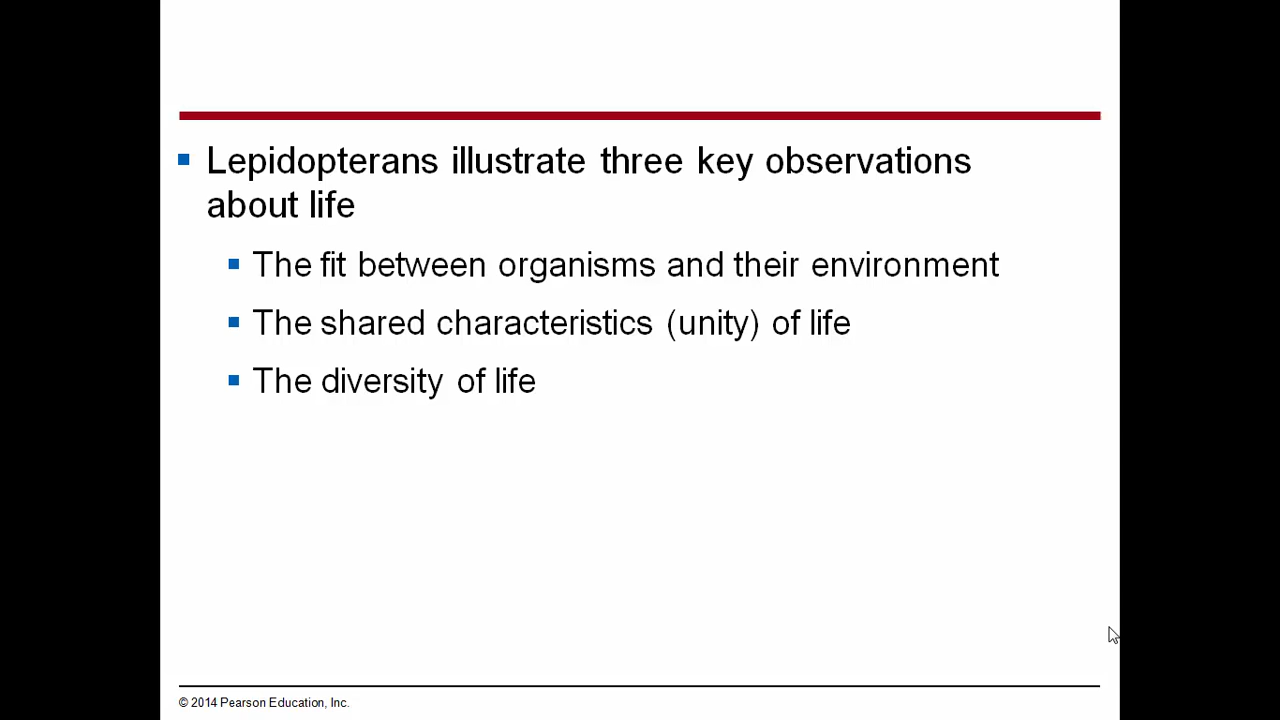 Lepidopterans illustrate three key observations
about life
The fit between organisms and their environment
The shared characteristics (unity) of life
The diversity of life
© 2014 Pearson Education, Inc.